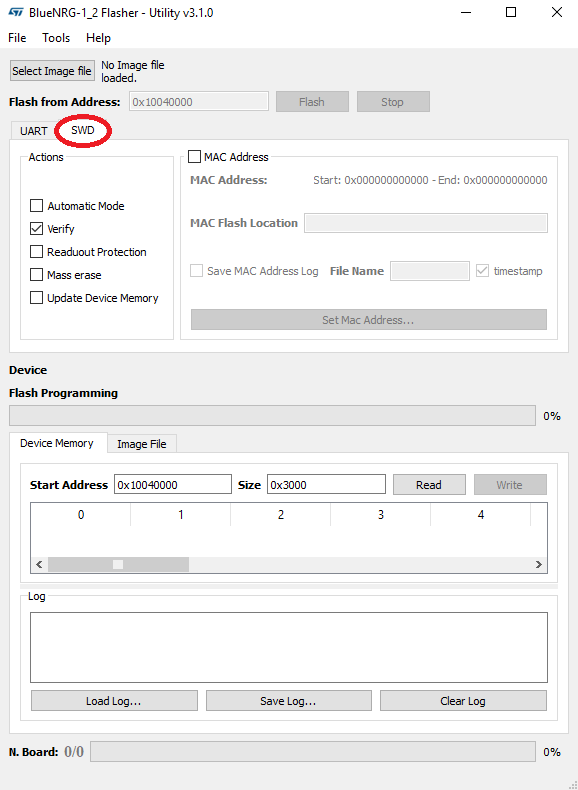 BlueNRG-1_2 Flasher - Utility v3.1.0
File Tools Help
Select Image file No Image file
loaded.
Flash from Address: 0x10040000 Flash Stop
UART SWD
Actions
Automatic Mode
Verify
Readout Protection
Mass erase
Update Device Memory
MAC Address
MAC Address: Start: 0x000000000000 - End: 0x000000000000
MAC Flash Location
Save MAC Address Log File Name timestamp
Set Mac Address...
Device
Flash Programming
0%
Device Memory Image File
Start Address 0x10040000 Size 0x3000 Read Write
0 1 2 3 4
Log
Load Log... Save Log... Clear Log
N. Board: 0/0 0%